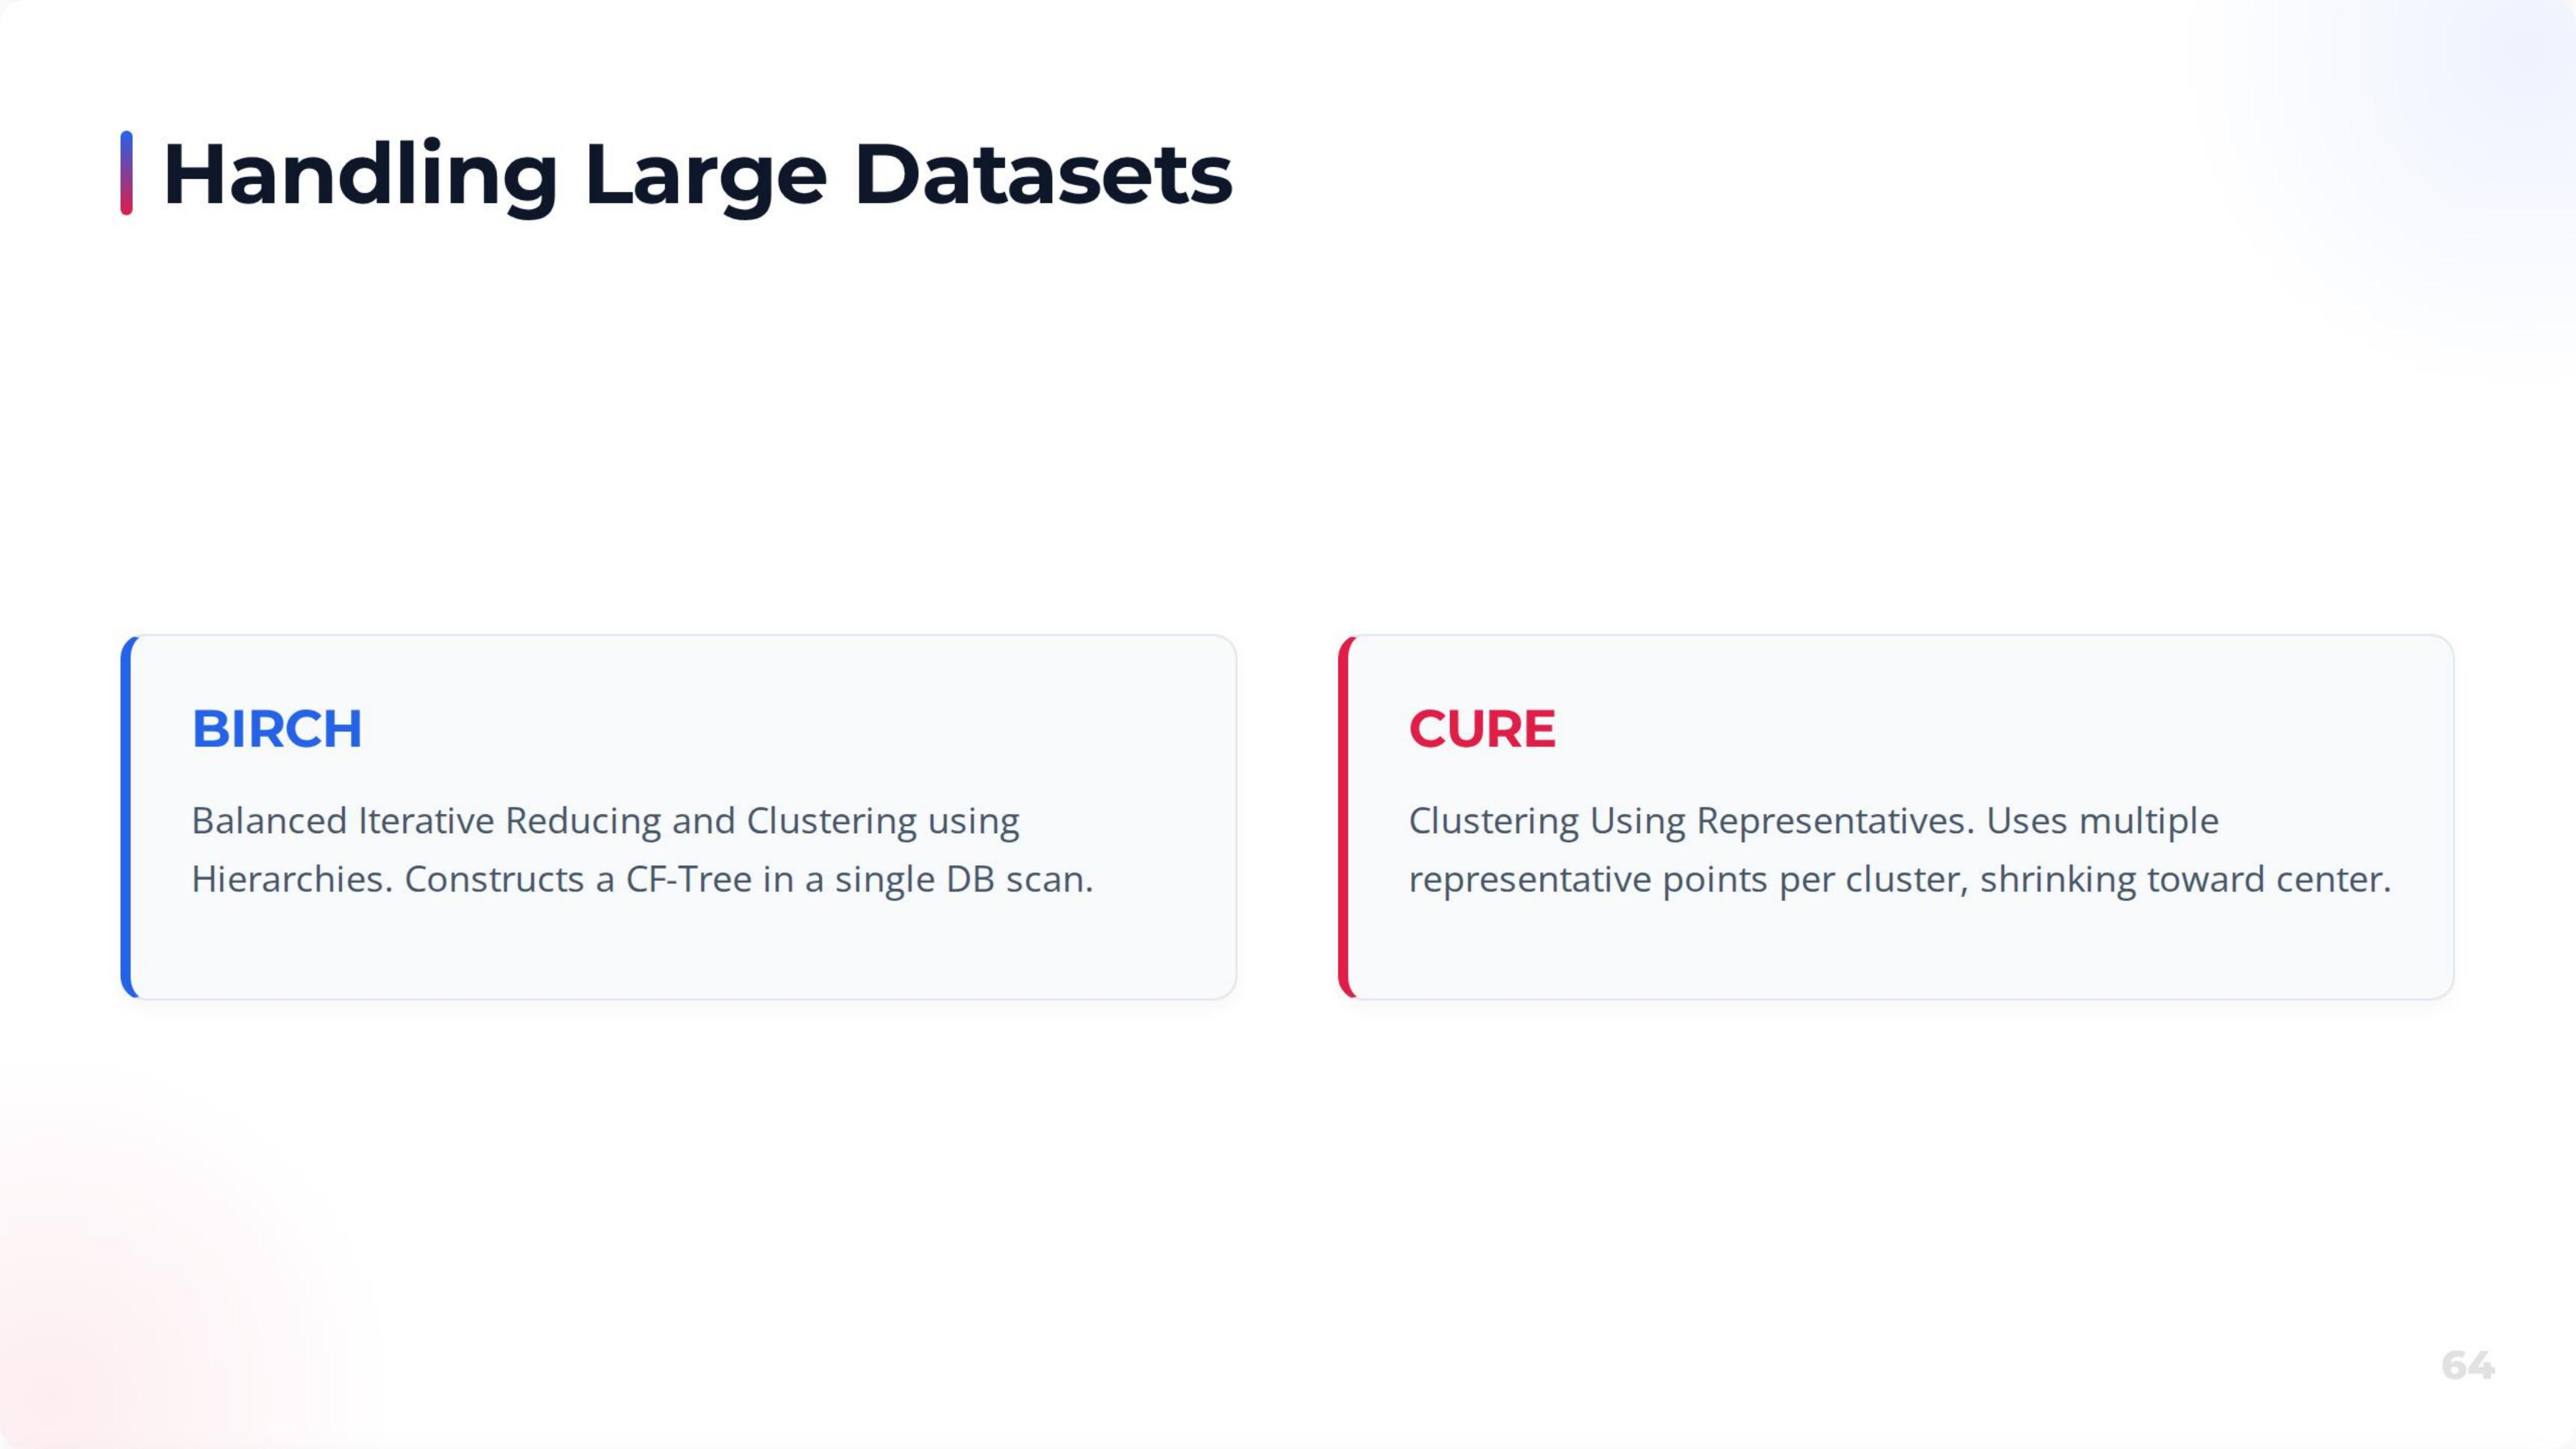 Handling Large Datasets
BIRCH
Balanced Iterative Reducing and Clustering using
Hierarchies. Constructs a CF-Tree in a single DB scan.
CURE
Clustering Using Representatives. Uses multiple
representative points per cluster, shrinking toward center.
64